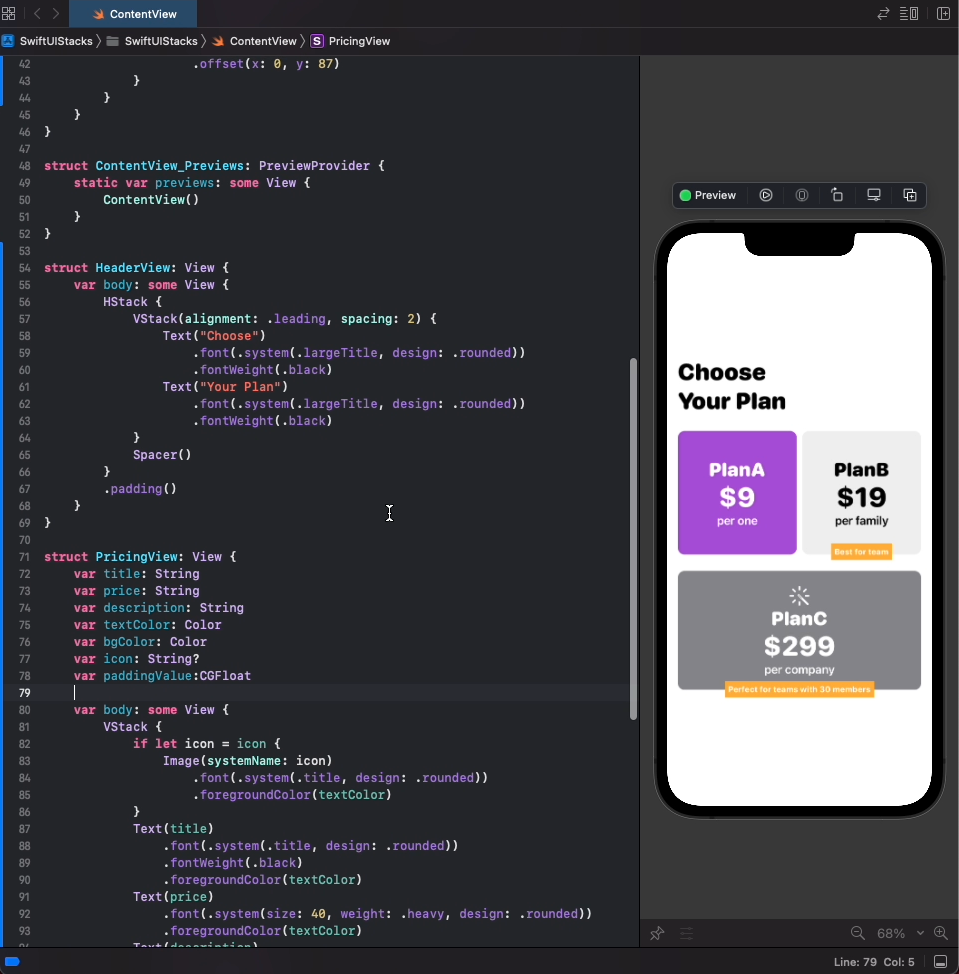 ContentView
SwiftUIStacks SwiftUIStacks ContentView S PricingView
42 .offset(x: 0, y: 87)
43 }
44 }
45 }
46 }
47
48 struct ContentView_Previews: PreviewProvider {
49 static var previews: some View {
50 ContentView()
51 }
52 }
53
54 struct HeaderView: View {
55 var body: some View {
56 HStack {
57 VStack(alignment: .leading, spacing: 2) {
58 Text("Choose")
59 .font(.system(.largeTitle, design: .rounded))
60 .fontWeight(.black)
61 Text("Your Plan")
62 .font(.system(.largeTitle, design: .rounded))
63 .fontWeight(.black)
64 }
65 Spacer()
66 }
67 .padding()
68 }
69 }
70
71 struct PricingView: View {
72 var title: String
73 var price: String
74 var description: String
75 var textColor: Color
76 var bgColor: Color
77 var icon: String?
78 var paddingValue:CGFloat
79
80 var body: some View {
81 VStack {
82 if let icon = icon {
83 Image(systemName: icon)
84 .font(.system(.title, design: .rounded))
85 .foregroundColor(textColor)
86 }
87 Text(title)
88 .font(.system(.title, design: .rounded))
89 .fontWeight(.black)
90 .foregroundColor(textColor)
91 Text(price)
92 .font(.system(size: 40, weight: .heavy, design: .rounded))
93 .foregroundColor(textColor)
94 Text(description)
Preview
Choose
Your Plan
PlanA
$9
per one
PlanB
$19
per family
Best for team
PlanC
$299
per company
Perfect for teams with 30 members
68%
Line: 79 Col: 5